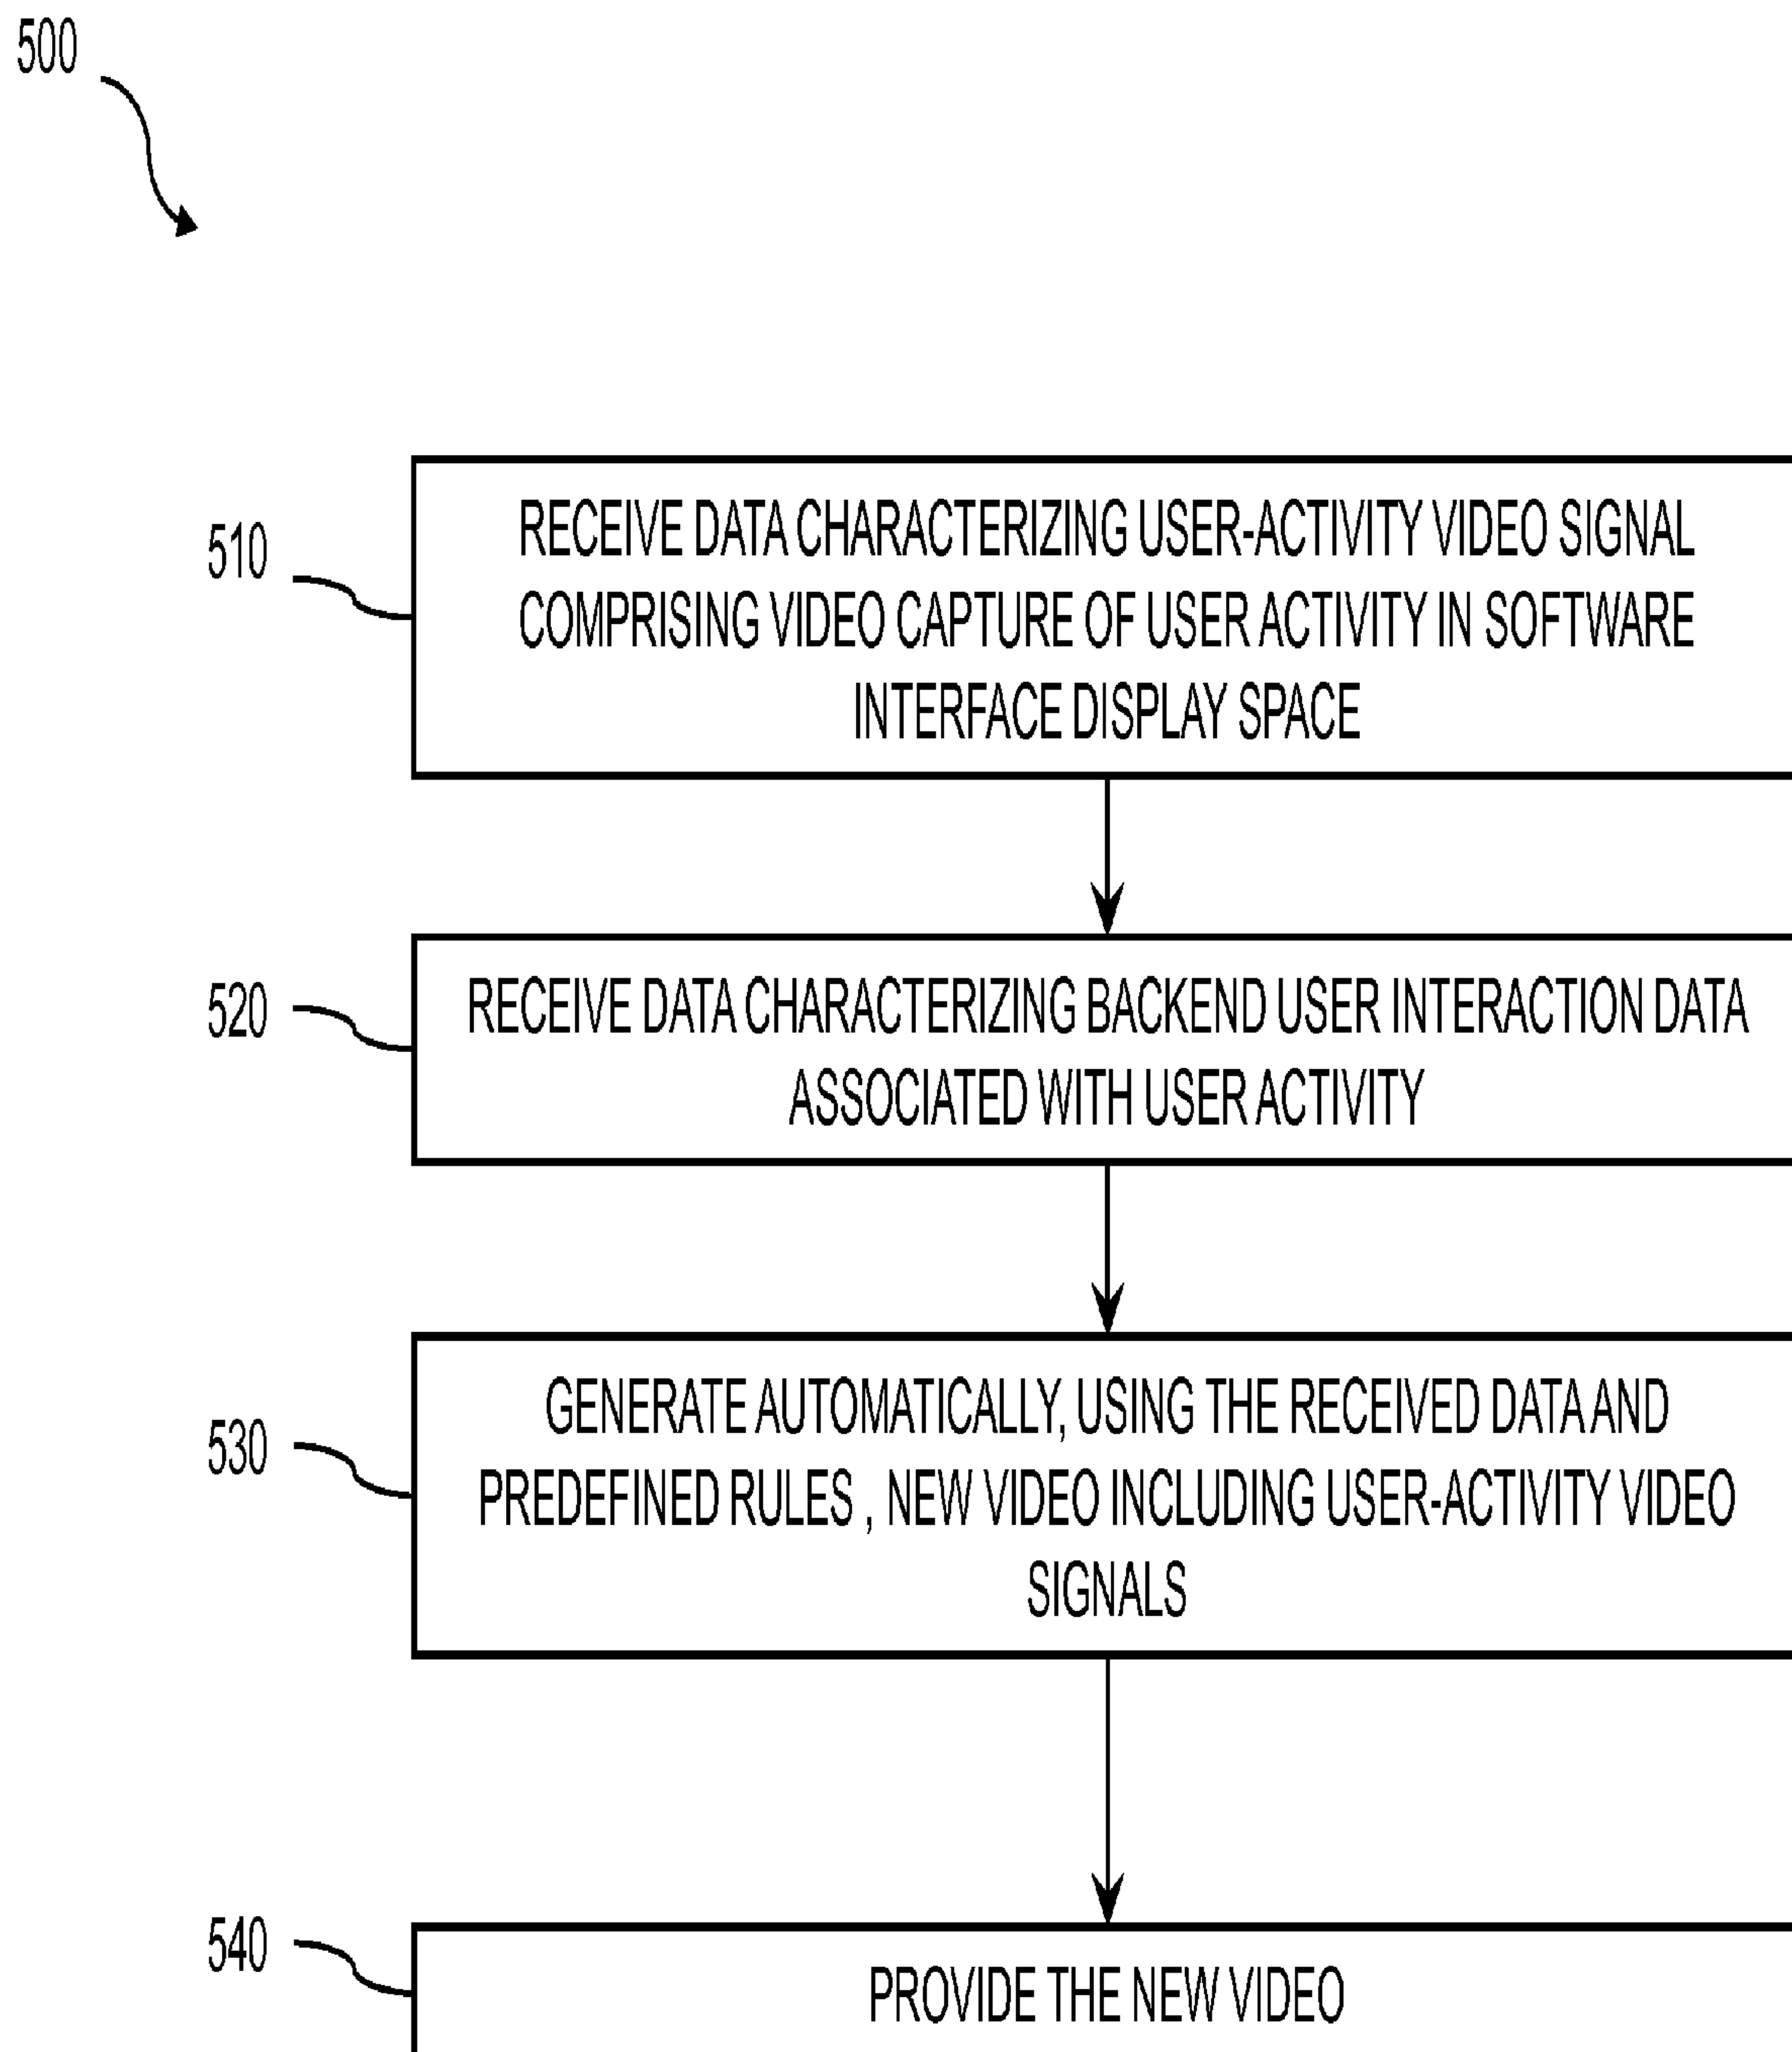 500
510
RECEIVE DATA CHARACTERIZING USER-ACTIVITY VIDEO SIGNAL
COMPRISING VIDEO CAPTURE OF USER ACTIVITY IN SOFTWARE
INTERFACE DISPLAY SPACE
520
RECEIVE DATA CHARACTERIZING BACKEND USER INTERACTION DATA
ASSOCIATED WITH USER ACTIVITY
530
GENERATE AUTOMATICALLY, USING THE RECEIVED DATA AND
PREDEFINED RULES , NEW VIDEO INCLUDING USER-ACTIVITY VIDEO
SIGNALS
540
PROVIDE THE NEW VIDEO